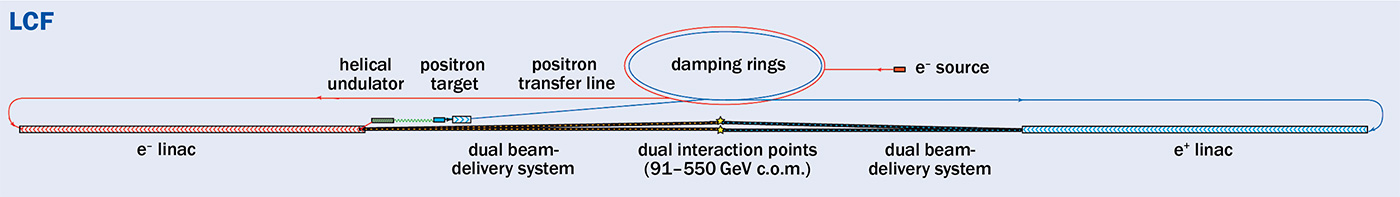 LCF
helical
undulator
positron
target
positron
transfer line
damping rings
e⁻ source
e⁻ linac
dual beam-
delivery system
dual interaction points
(91–550 GeV c.o.m.)
dual beam-
delivery system
e⁺ linac